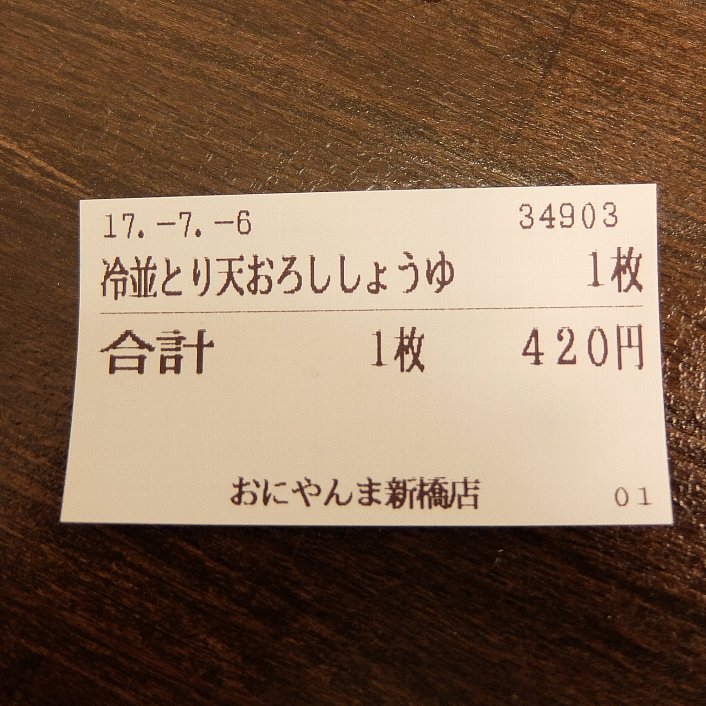 17.-7.-6 34903
冷並とり天おろししょうゆ 1枚
合計 1枚 420円
おにやんま新橋店 01